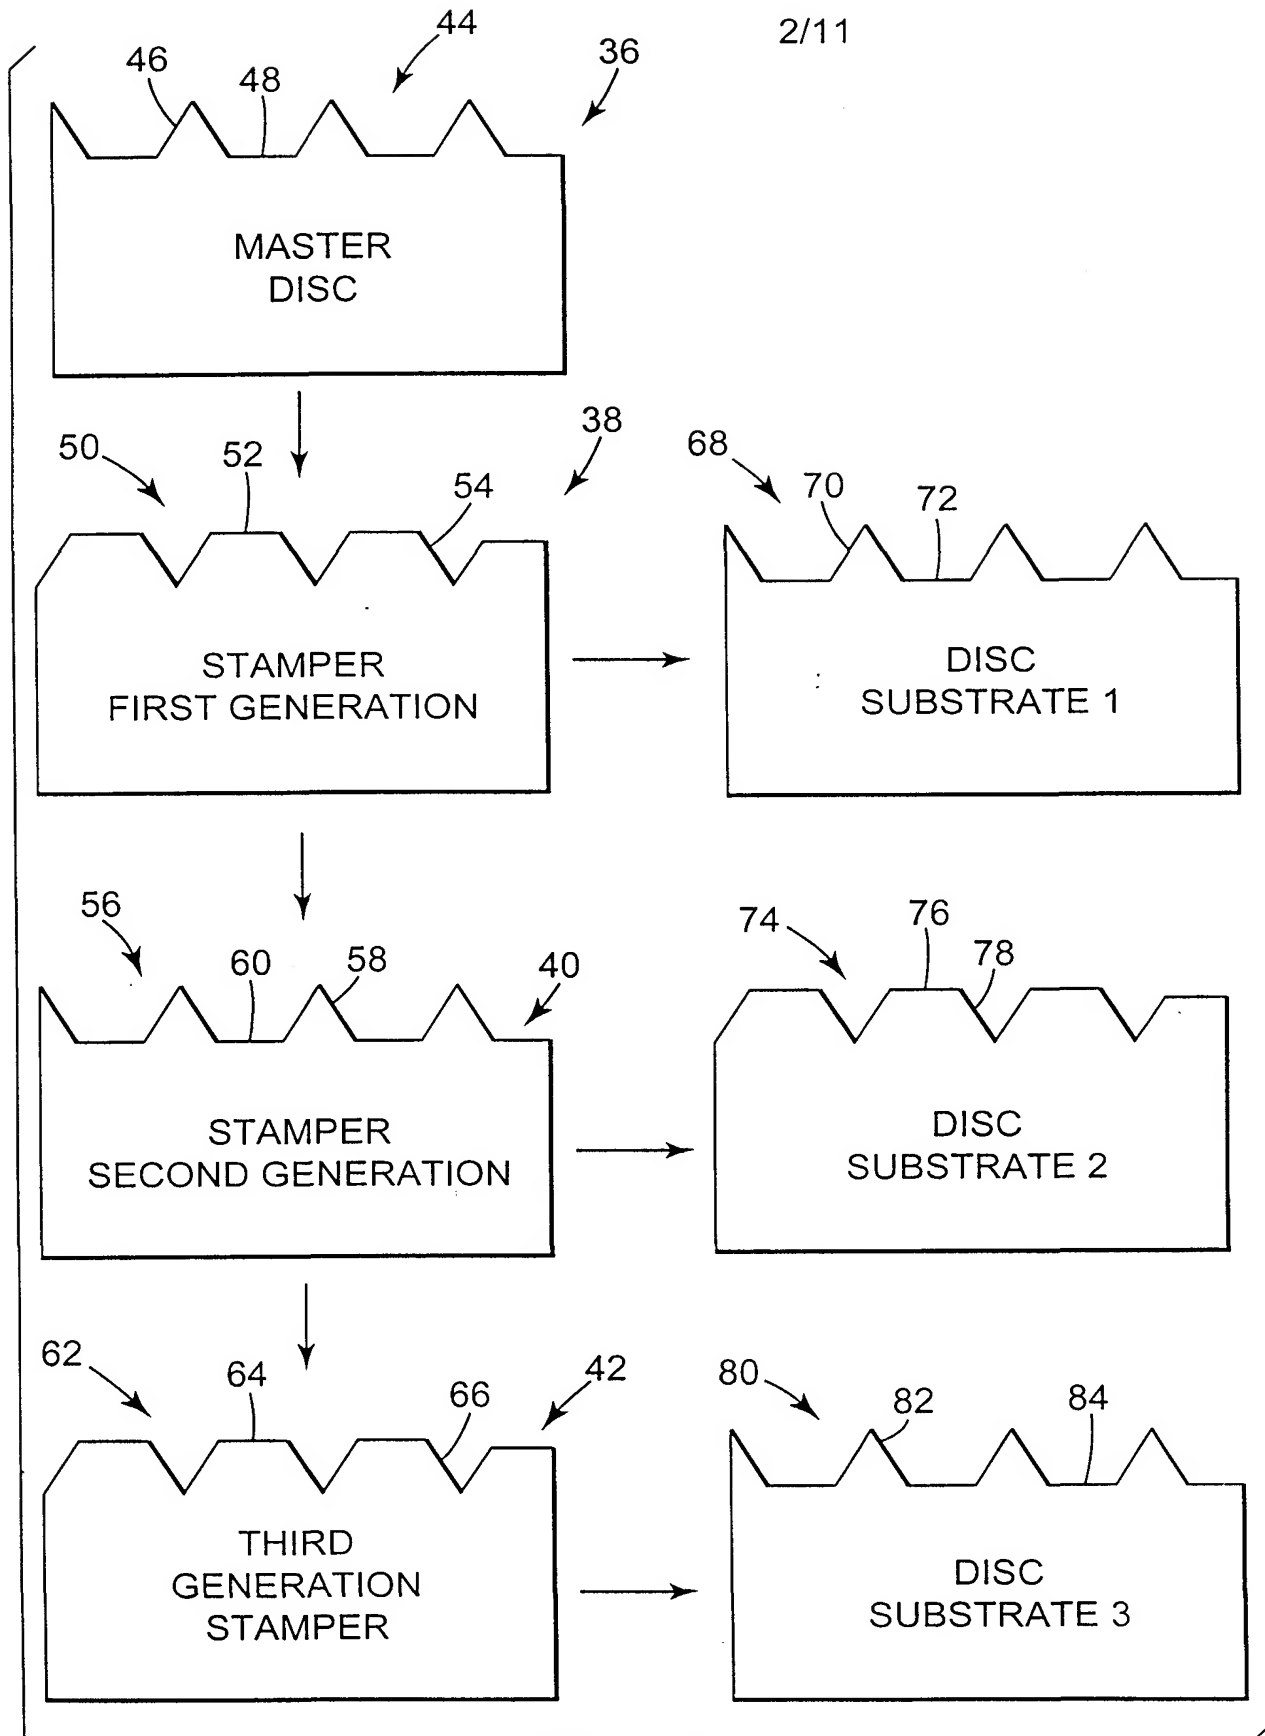 2/11
44
46
48
36
MASTER
DISC
50
52
54
38
68
70
72
STAMPER
FIRST GENERATION
DISC
SUBSTRATE 1
56
60
58
40
74
76
78
STAMPER
SECOND GENERATION
DISC
SUBSTRATE 2
62
64
66
42
80
82
84
THIRD
GENERATION
STAMPER
DISC
SUBSTRATE 3